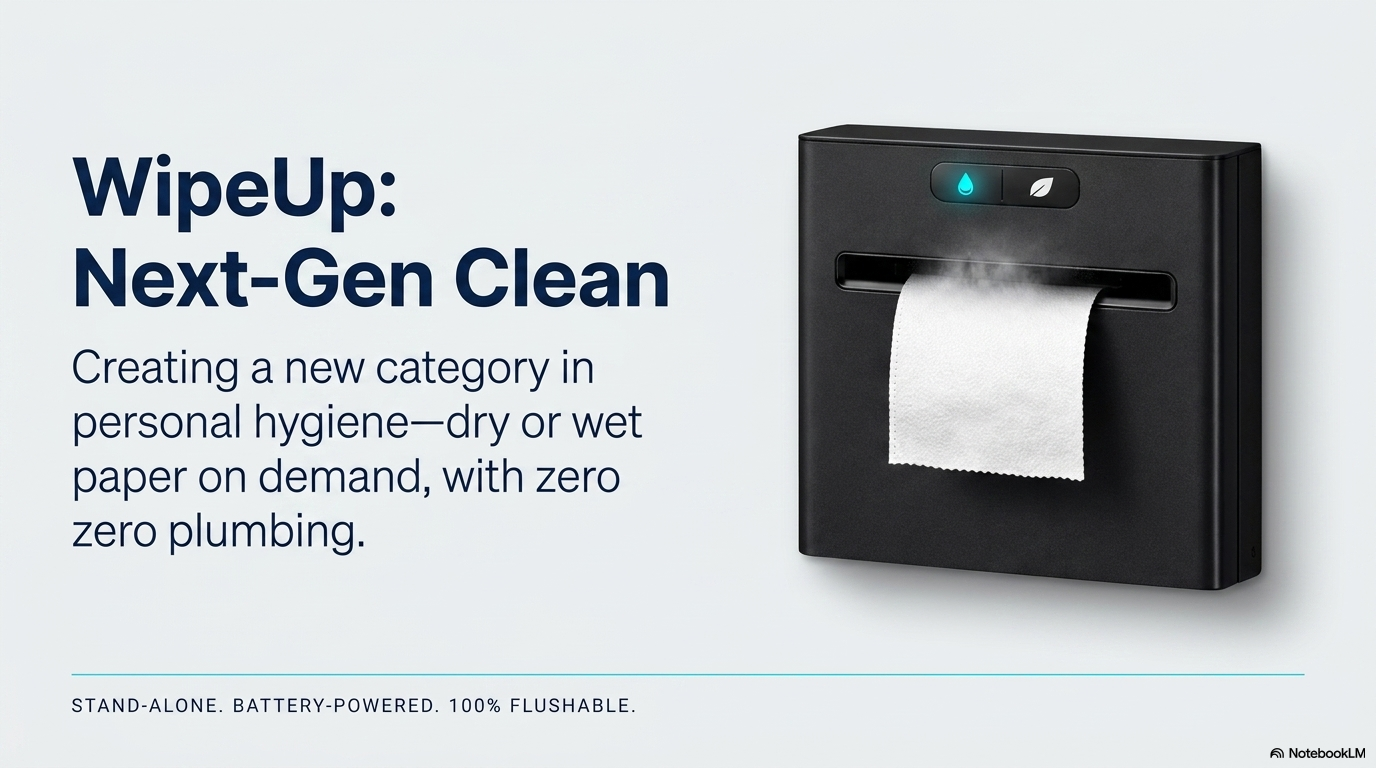 WipeUp:
Next-Gen Clean
Creating a new category in
personal hygiene—dry or wet
paper on demand, with zero
zero plumbing.
STAND-ALONE. BATTERY-POWERED. 100% FLUSHABLE.
NotebookLM